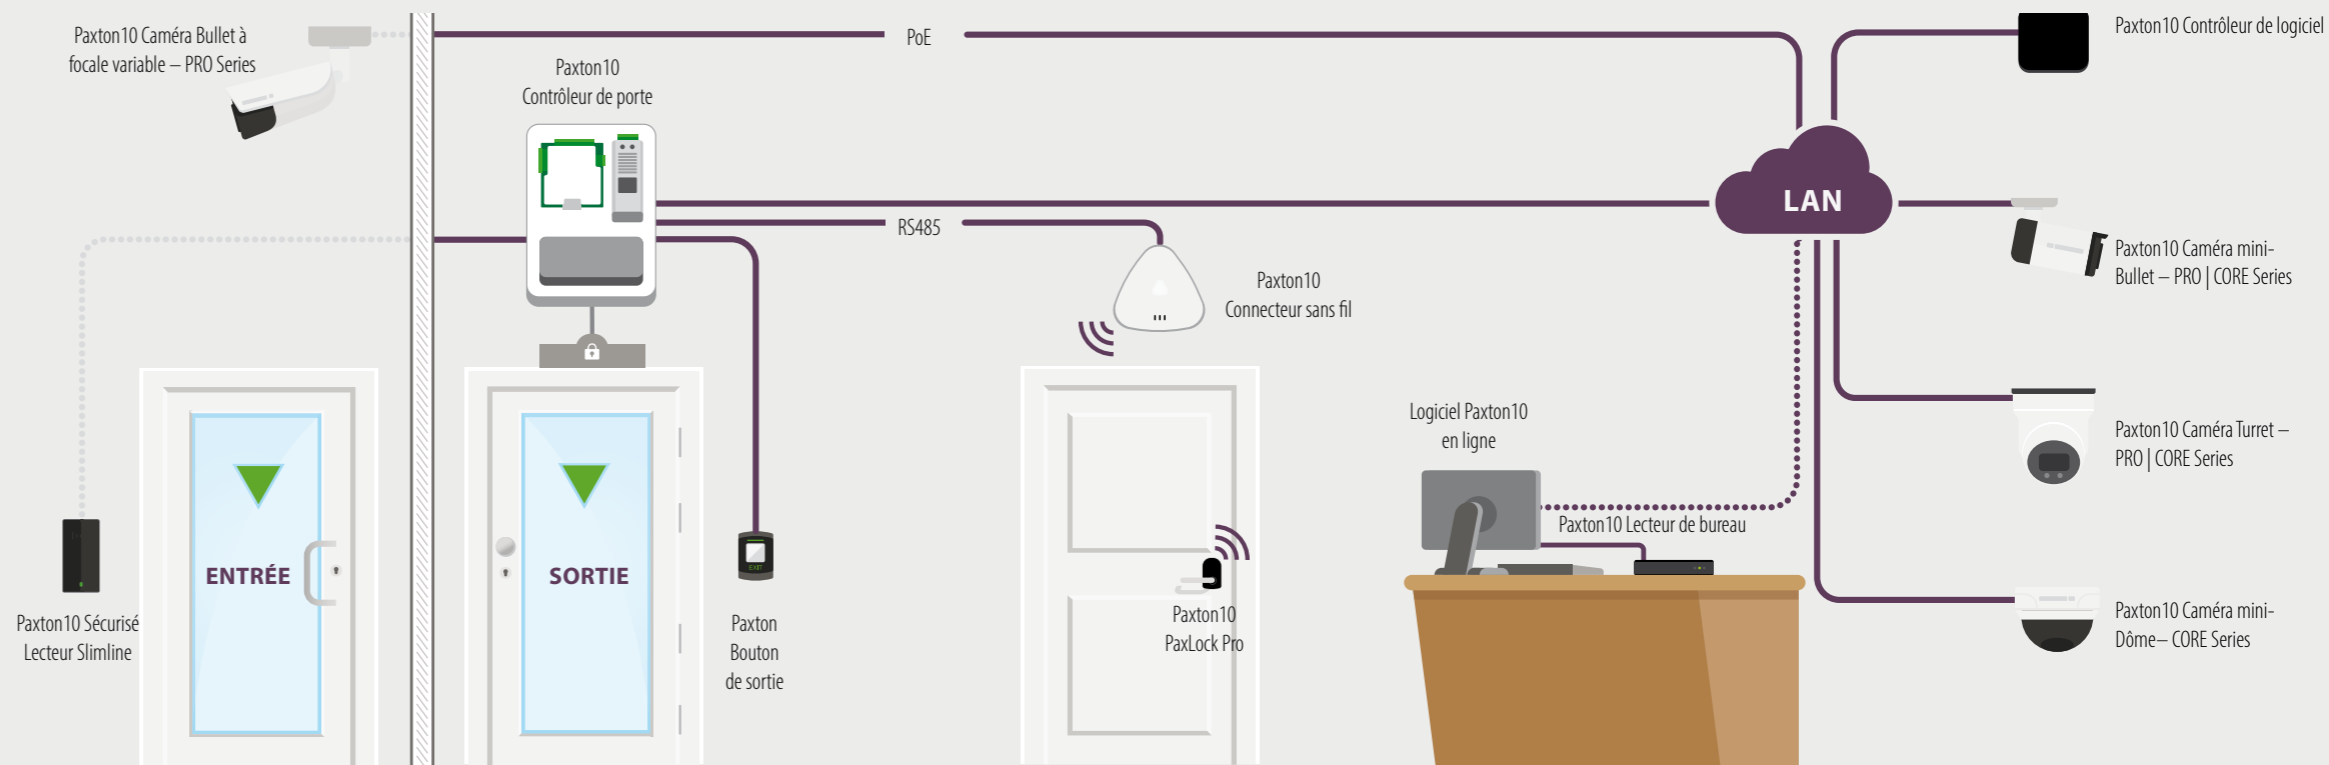 Paxton10 Caméra Bullet à
focale variable – PRO Series
Paxton10
Contrôleur de porte
PoE
Paxton10 Contrôleur de logiciel
LAN
RS485
Paxton10
Connecteur sans fil
Paxton10 Caméra mini-
Bullet – PRO | CORE Series
Logiciel Paxton10
en ligne
Paxton10 Caméra Turret –
PRO | CORE Series
Paxton10 Lecteur de bureau
ENTRÉE
SORTIE
EXIT
Paxton10 Sécurisé
Lecteur Slimline
Paxton
Bouton
de sortie
Paxton10
PaxLock Pro
Paxton10 Caméra mini-
Dôme– CORE Series